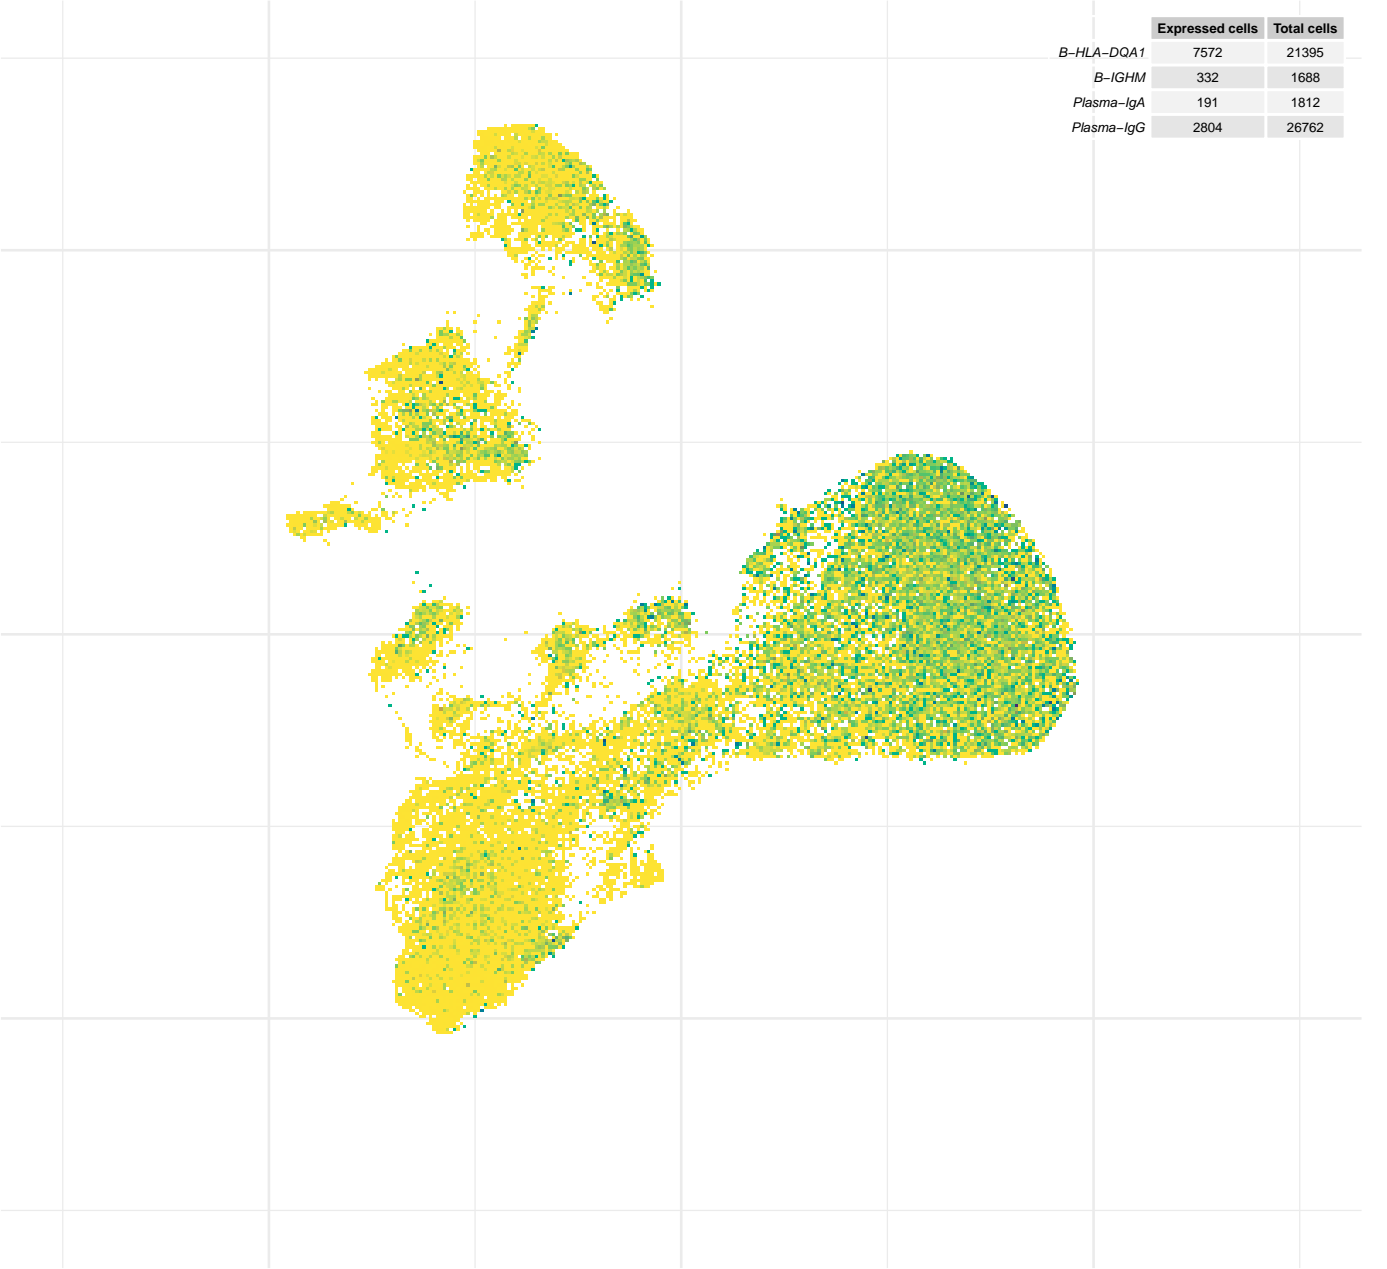 Expressed cells Total cells
B−HLA−DQA1 7572 21395
B−IGHM 332 1688
Plasma−IgA 191 1812
Plasma−IgG 2804 26762